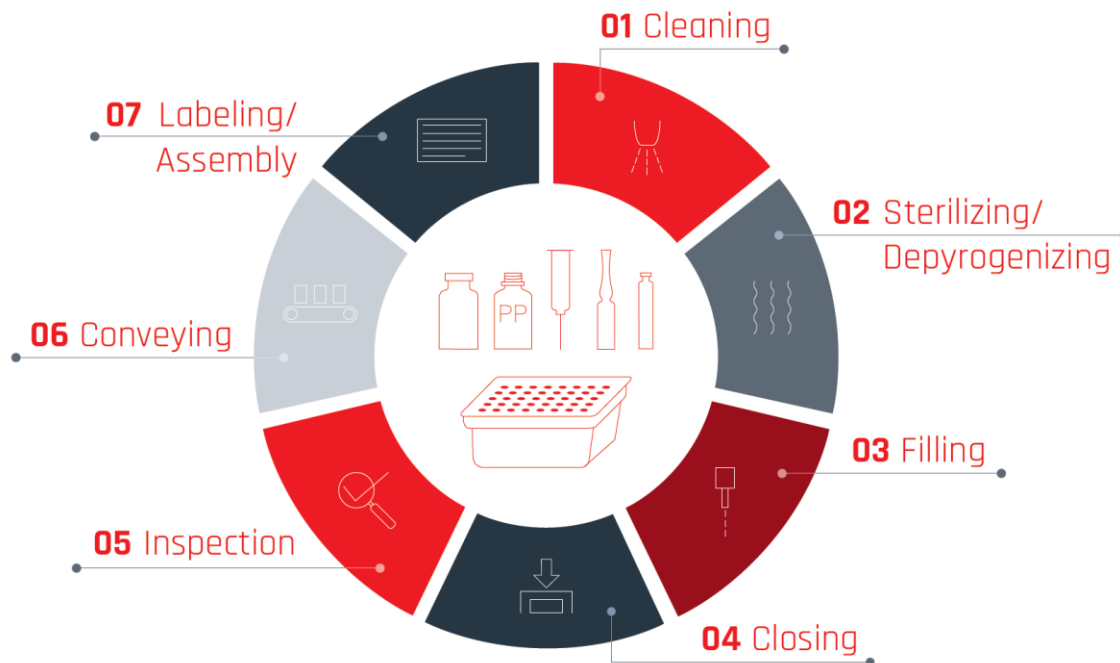 01 Cleaning
02 Sterilizing/
Depyrogenizing
03 Filling
04 Closing
05 Inspection
06 Conveying
07 Labeling/
Assembly
PP